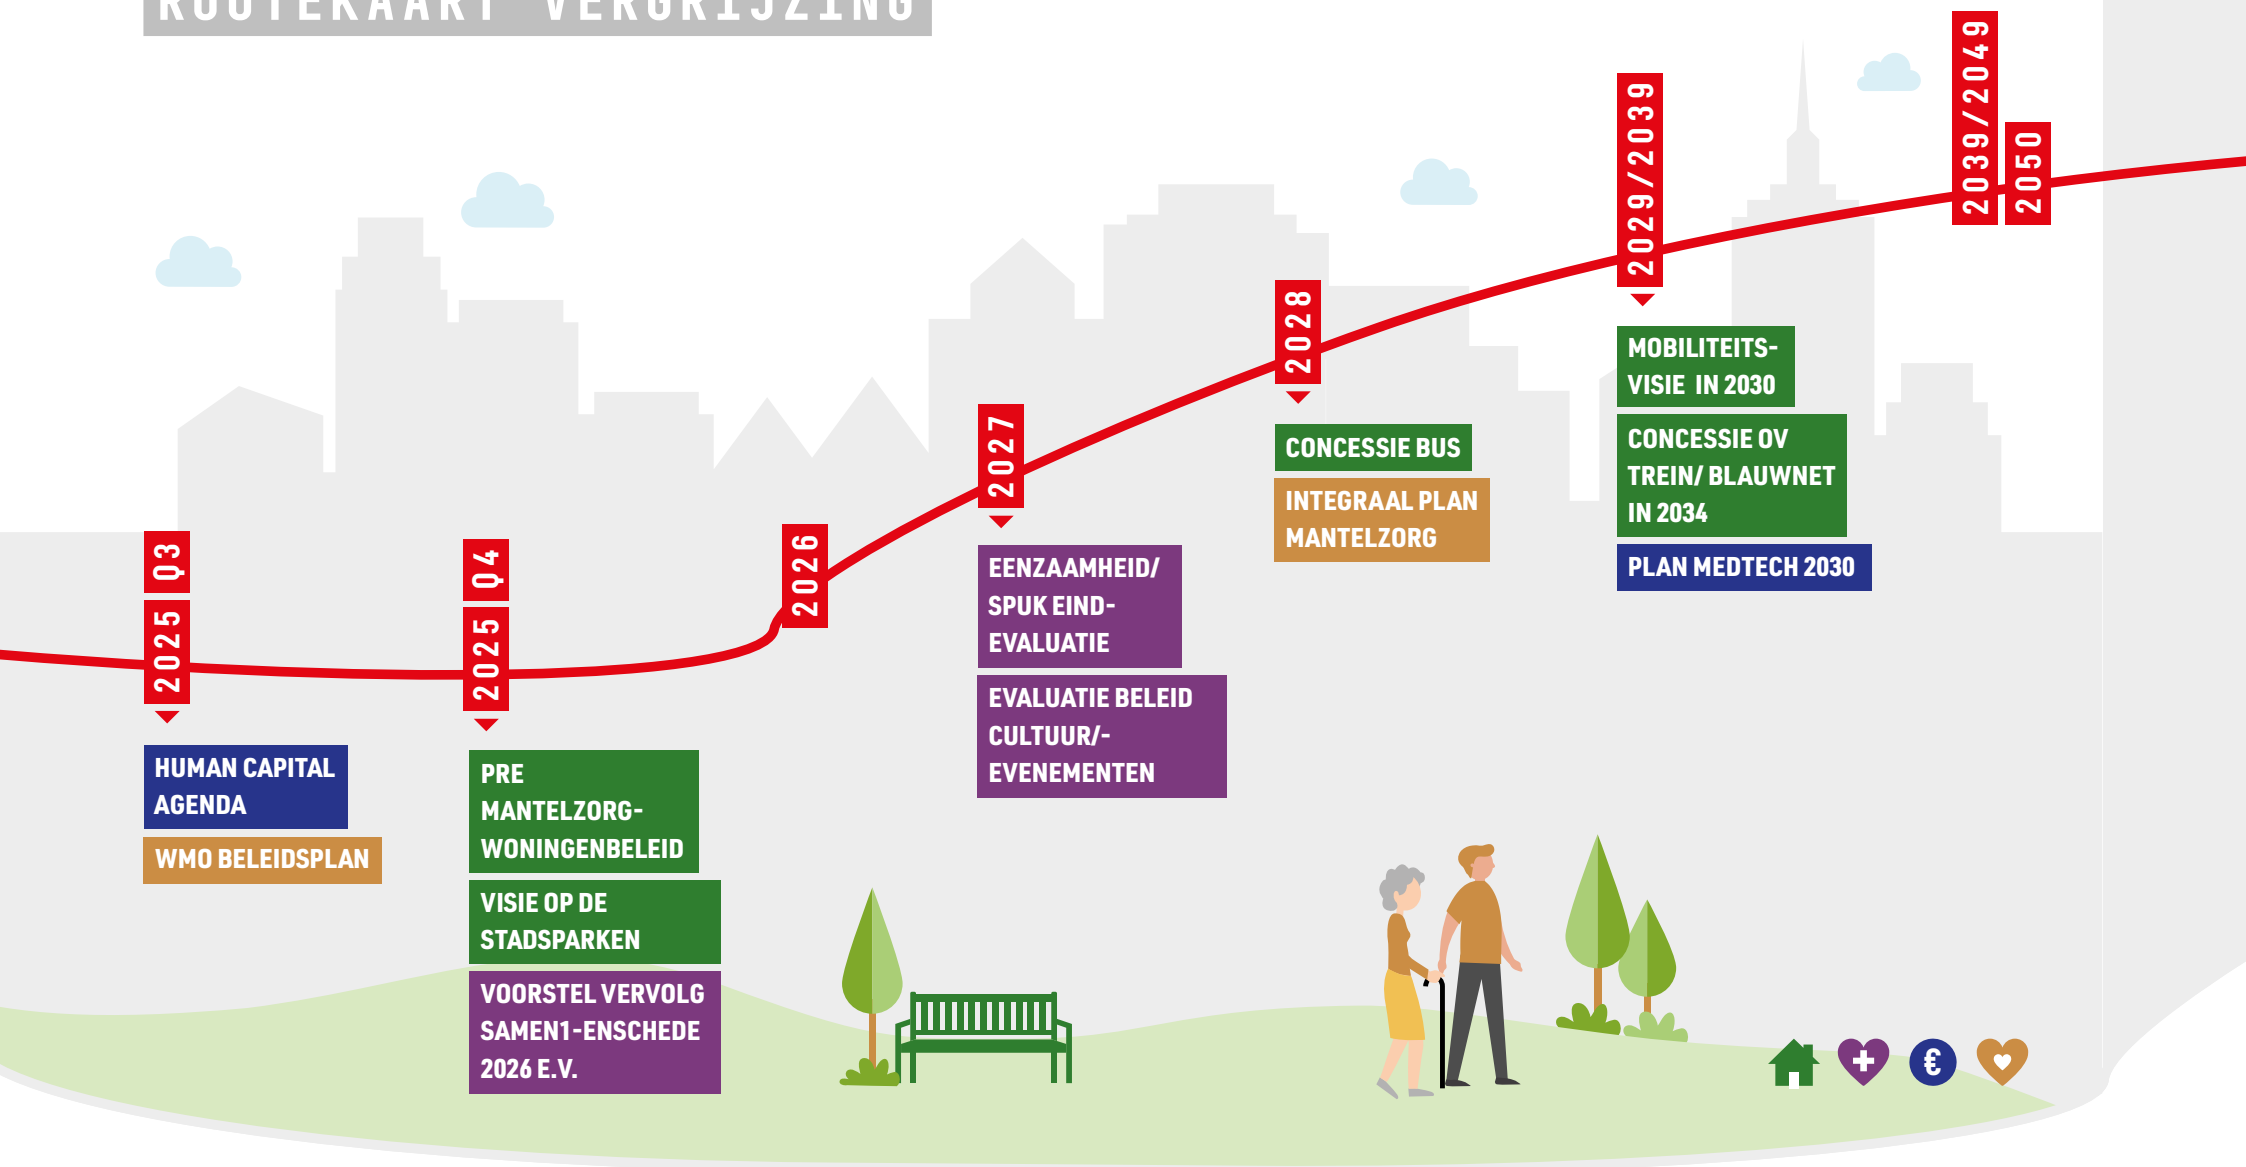 ROUTEKAART VERGRIJZING
2025 Q3
HUMAN CAPITAL
AGENDA
WMO BELEIDSPLAN
2025 Q4
PRE
MANTELZORG-
WONINGENBELEID
VISIE OP DE
STADSPARKEN
VOORSTEL VERVOLG
SAMEN1-ENSCHEDE
2026 E.V.
2026
2027
EENZAAMHEID/
SPUK EIND-
EVALUATIE
EVALUATIE BELEID
CULTUUR/-
EVENEMENTEN
2028
CONCESSIE BUS
INTEGRAAL PLAN
MANTELZORG
2029/2039
MOBILITEITS-
VISIE IN 2030
CONCESSIE OV
TREIN/ BLAUWNET
IN 2034
PLAN MEDTECH 2030
2039/2049
2050
€